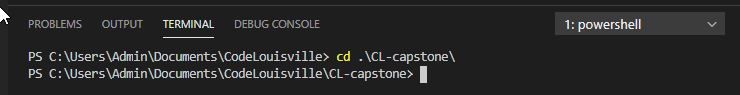 PROBLEMS OUTPUT TERMINAL DEBUG CONSOLE 1: powershell
PS C:\Users\Admin\Documents\CodeLouisville> cd .\CL-capstone\
PS C:\Users\Admin\Documents\CodeLouisville\CL-capstone>